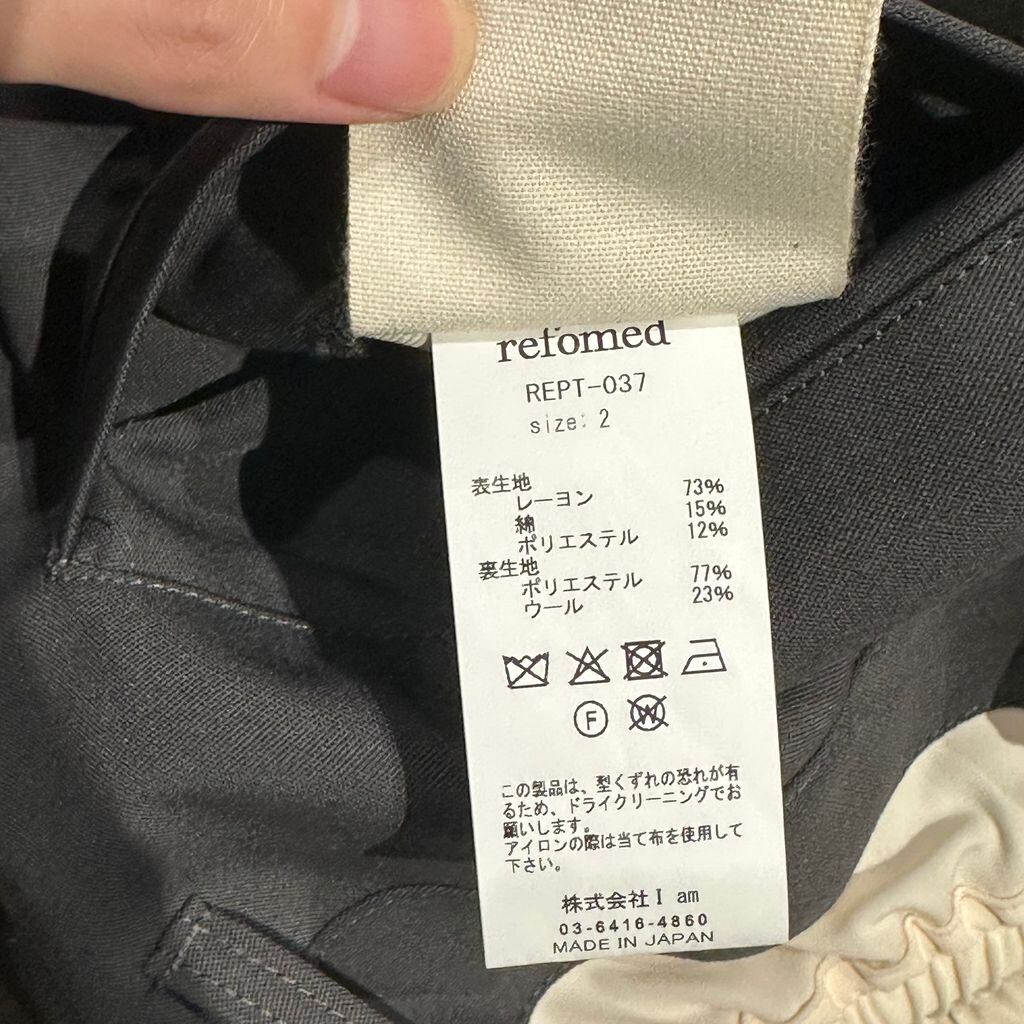 refomed
REPT-037
size: 2
表生地
レーヨン 73%
綿 15%
ポリエステル 12%
裏生地
ポリエステル 77%
ウール 23%
F W
この製品は、型くずれの恐れが有
るため、ドライクリーニングでお
願いします。
アイロンの際は当て布を使用して
下さい。
株式会社I am
03-6416-4860
MADE IN JAPAN